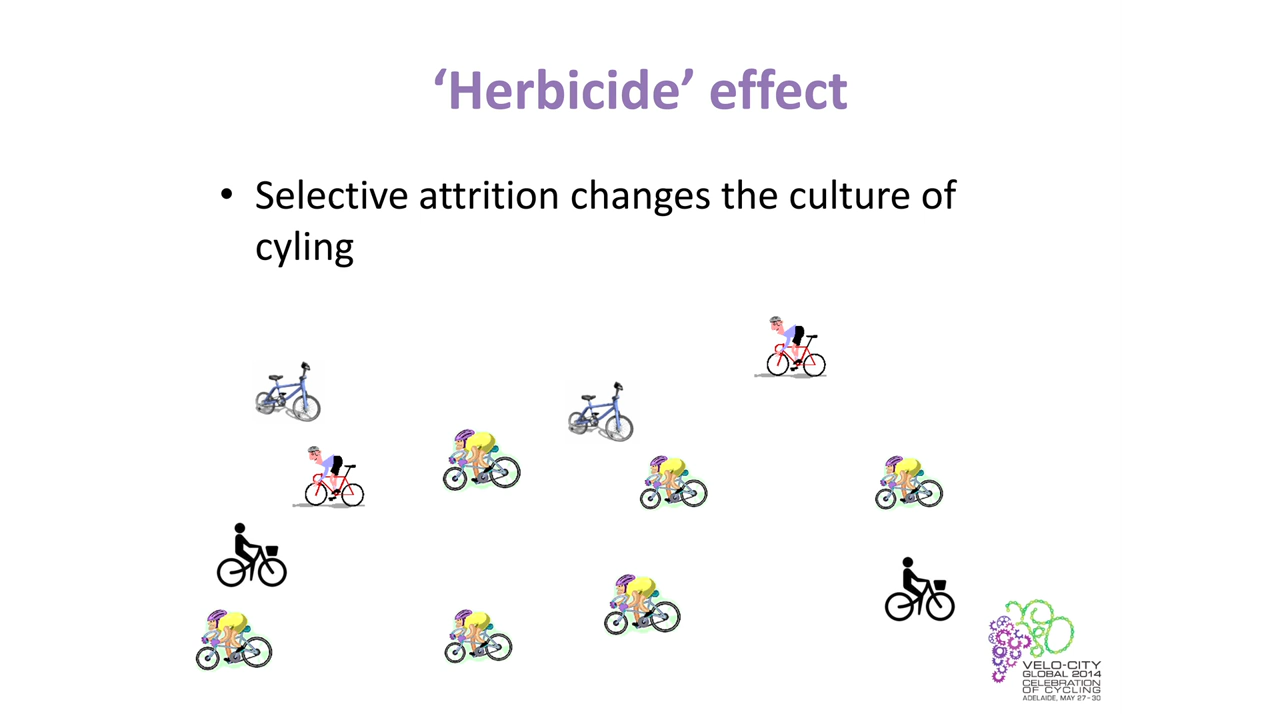 ‘Herbicide’ effect
• Selective attrition changes the culture of
cyling
VELO-CITY
GLOBAL 2014
CELEBRATION
OF CYCLING
ADELAIDE, MAY 27–30